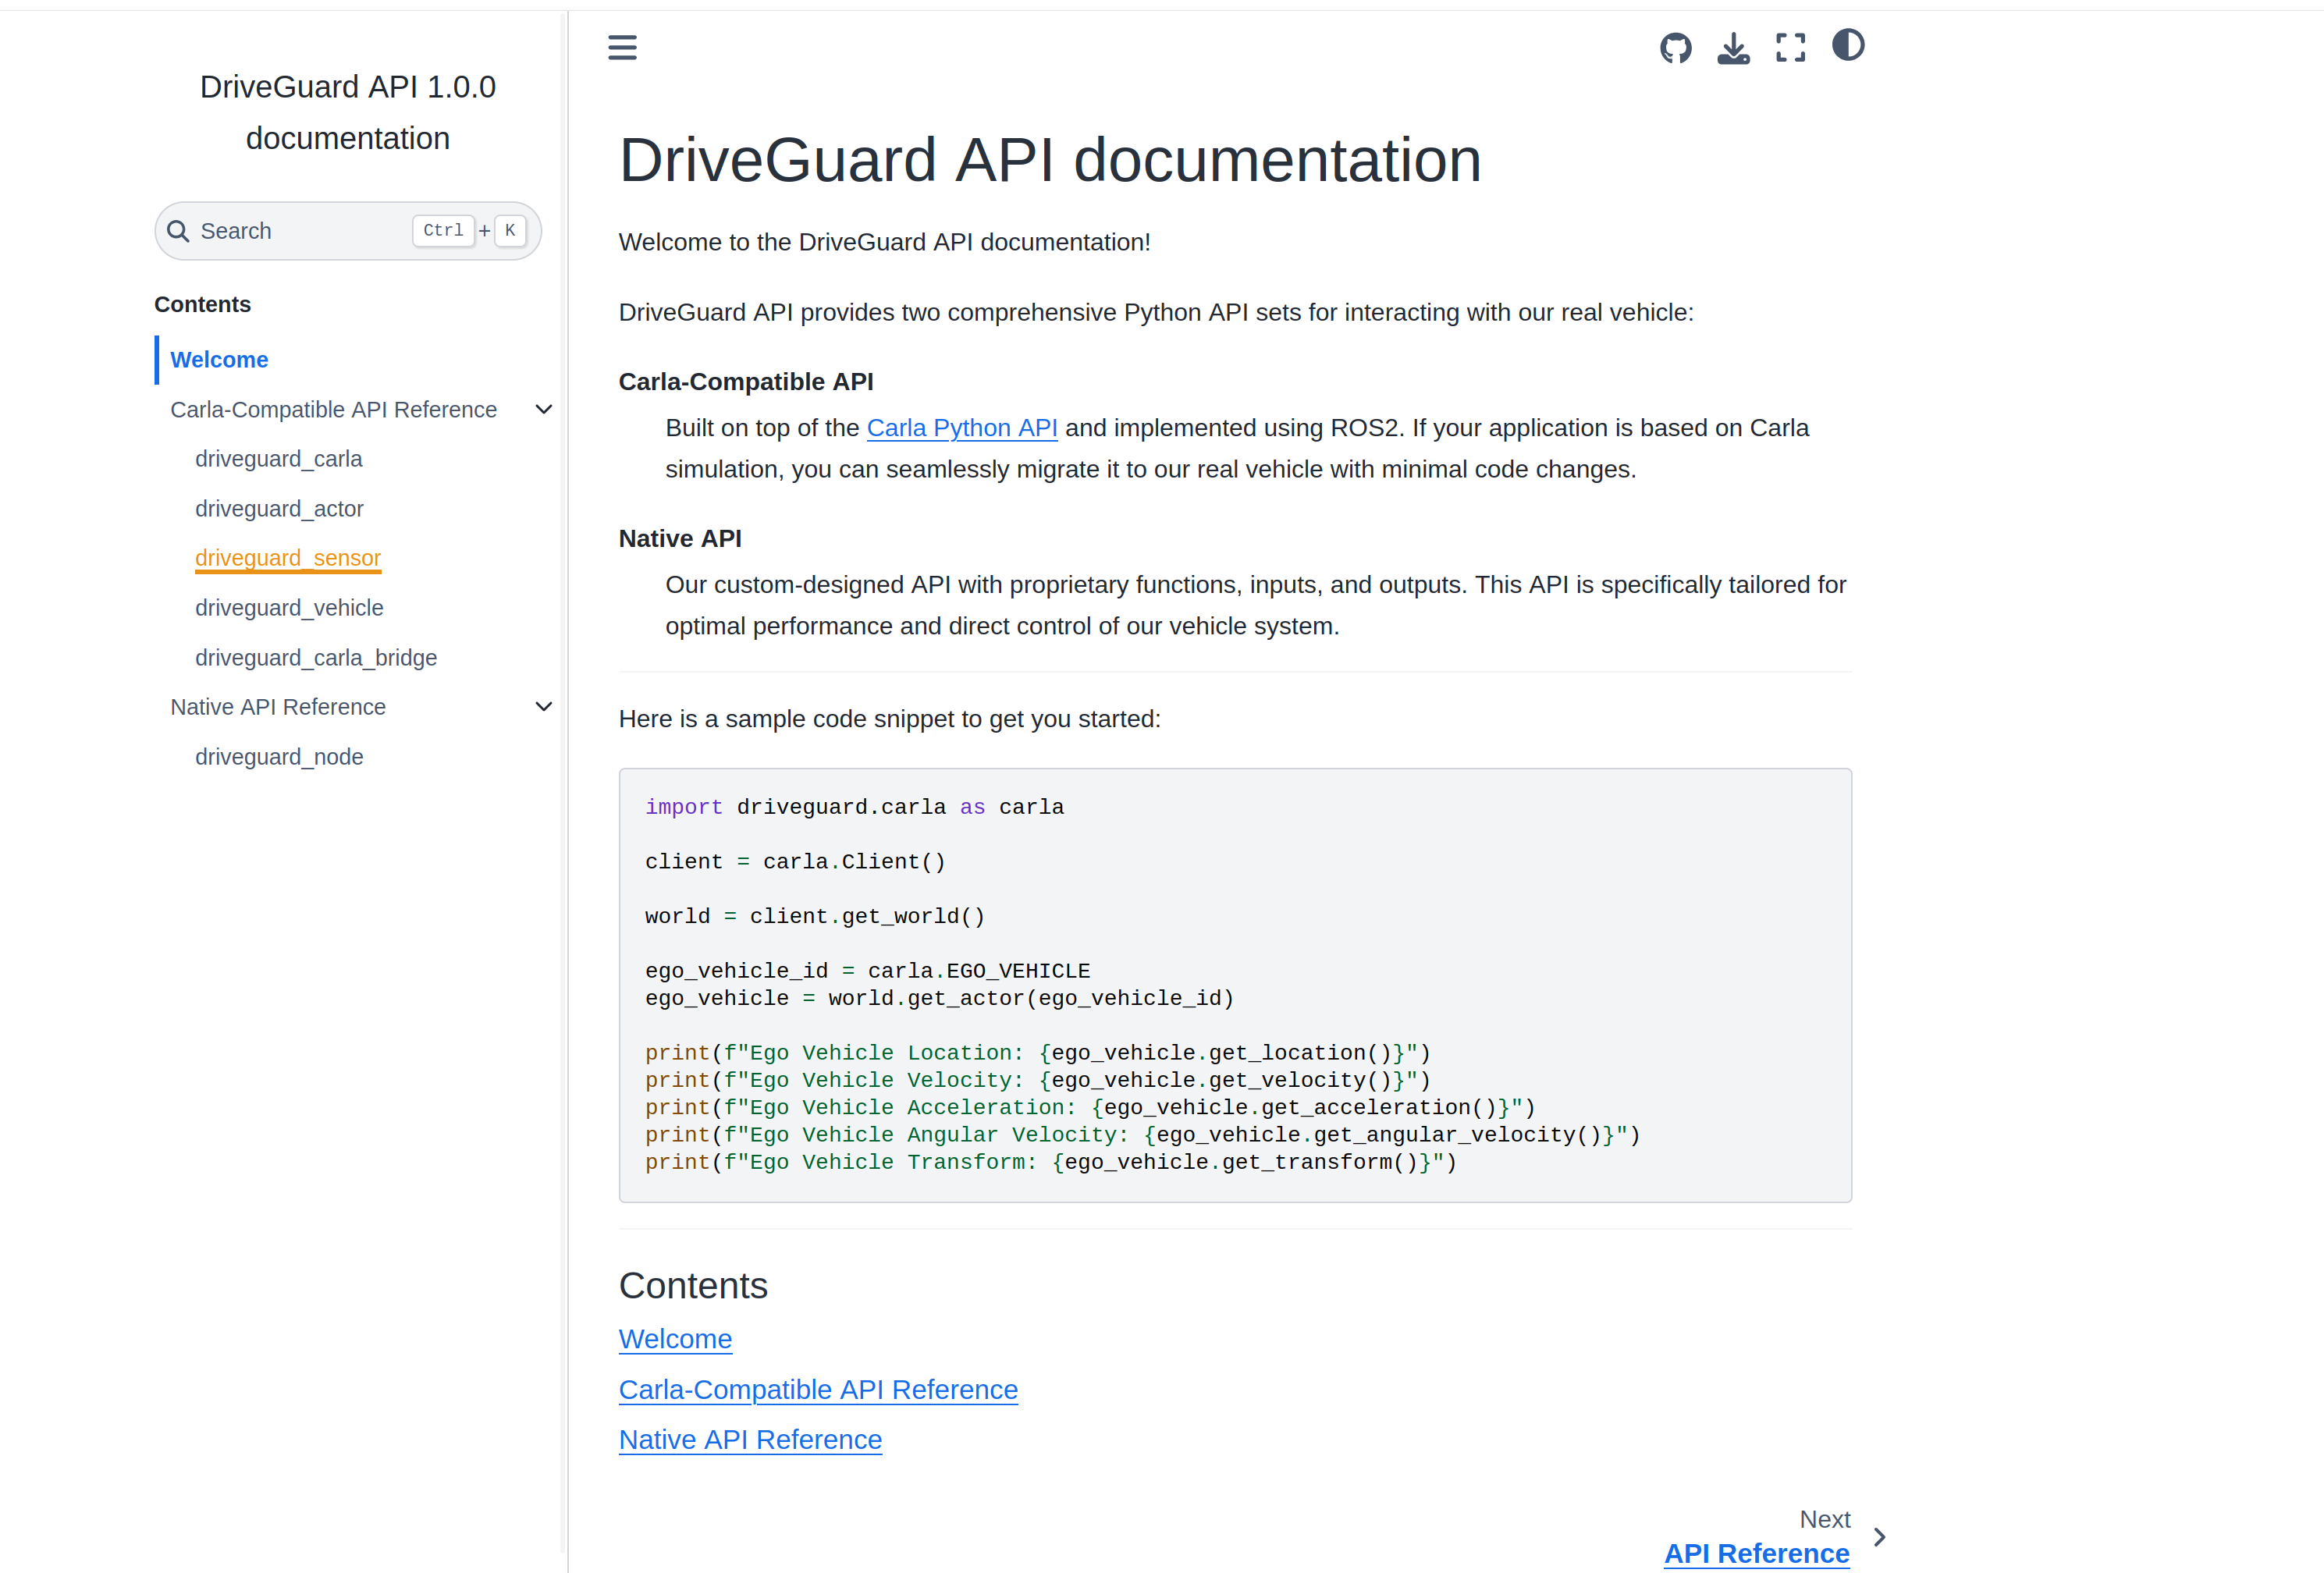 DriveGuard API 1.0.0
documentation
Search Ctrl + K
Contents
Welcome
Carla-Compatible API Reference
driveguard_carla
driveguard_actor
driveguard_sensor
driveguard_vehicle
driveguard_carla_bridge
Native API Reference
driveguard_node
DriveGuard API documentation
Welcome to the DriveGuard API documentation!
DriveGuard API provides two comprehensive Python API sets for interacting with our real vehicle:
Carla-Compatible API
Built on top of the Carla Python API and implemented using ROS2. If your application is based on Carla
simulation, you can seamlessly migrate it to our real vehicle with minimal code changes.
Native API
Our custom-designed API with proprietary functions, inputs, and outputs. This API is specifically tailored for
optimal performance and direct control of our vehicle system.
Here is a sample code snippet to get you started:
import driveguard.carla as carla
client = carla.Client()
world = client.get_world()
ego_vehicle_id = carla.EGO_VEHICLE
ego_vehicle = world.get_actor(ego_vehicle_id)
print(f"Ego Vehicle Location: {ego_vehicle.get_location()}")
print(f"Ego Vehicle Velocity: {ego_vehicle.get_velocity()}")
print(f"Ego Vehicle Acceleration: {ego_vehicle.get_acceleration()}")
print(f"Ego Vehicle Angular Velocity: {ego_vehicle.get_angular_velocity()}")
print(f"Ego Vehicle Transform: {ego_vehicle.get_transform()}")
Contents
Welcome
Carla-Compatible API Reference
Native API Reference
Next
API Reference